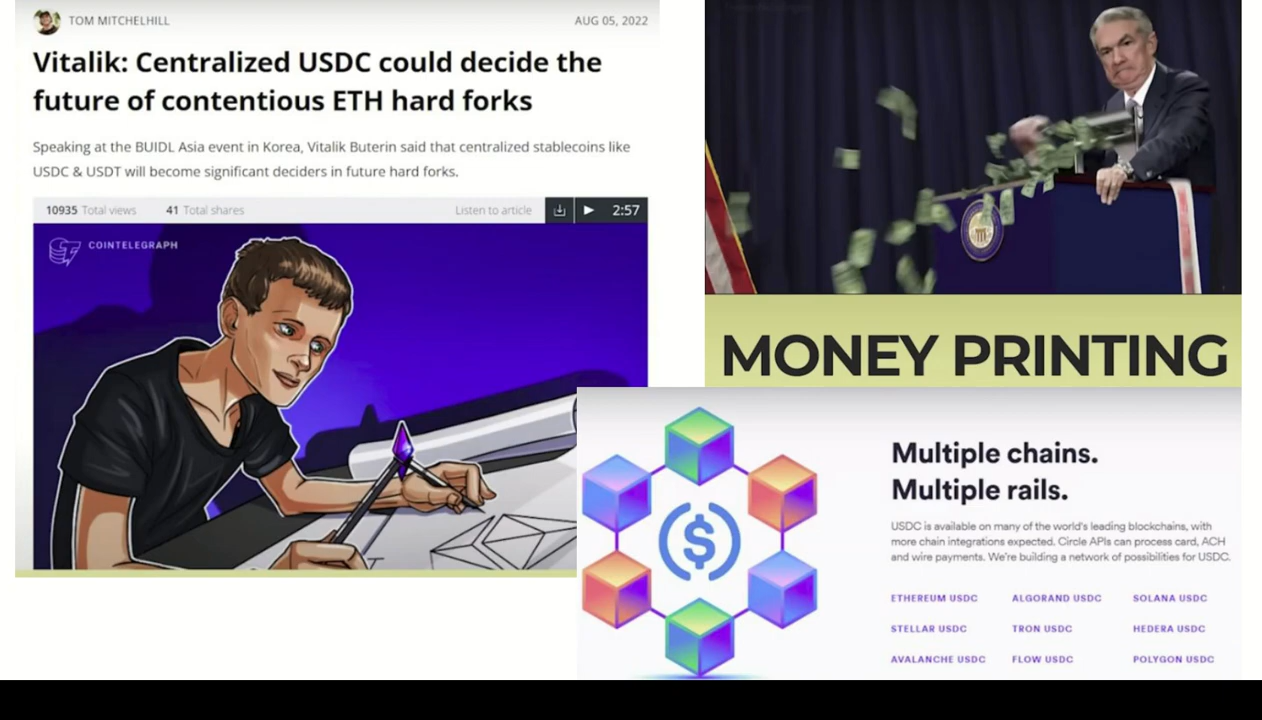 TOM MITCHELHILL
AUG 05, 2022
Vitalik: Centralized USDC could decide the
future of contentious ETH hard forks
Speaking at the BUIDL Asia event in Korea, Vitalik Buterin said that centralized stablecoins like
USDC & USDT will become significant deciders in future hard forks.
10935 Total views 41 Total shares Listen to article 2:57
COINTELEGRAPH
MONEY PRINTING
Multiple chains.
Multiple rails.
USDC is available on many of the world's leading blockchains, with
more chain integrations expected. Circle APIs can process card, ACH
and wire payments. We're building a network of possibilities for USDC.
ETHEREUM USDC ALGORAND USDC SOLANA USDC
STELLAR USDC TRON USDC HEDERA USDC
AVALANCHE USDC FLOW USDC POLYGON USDC